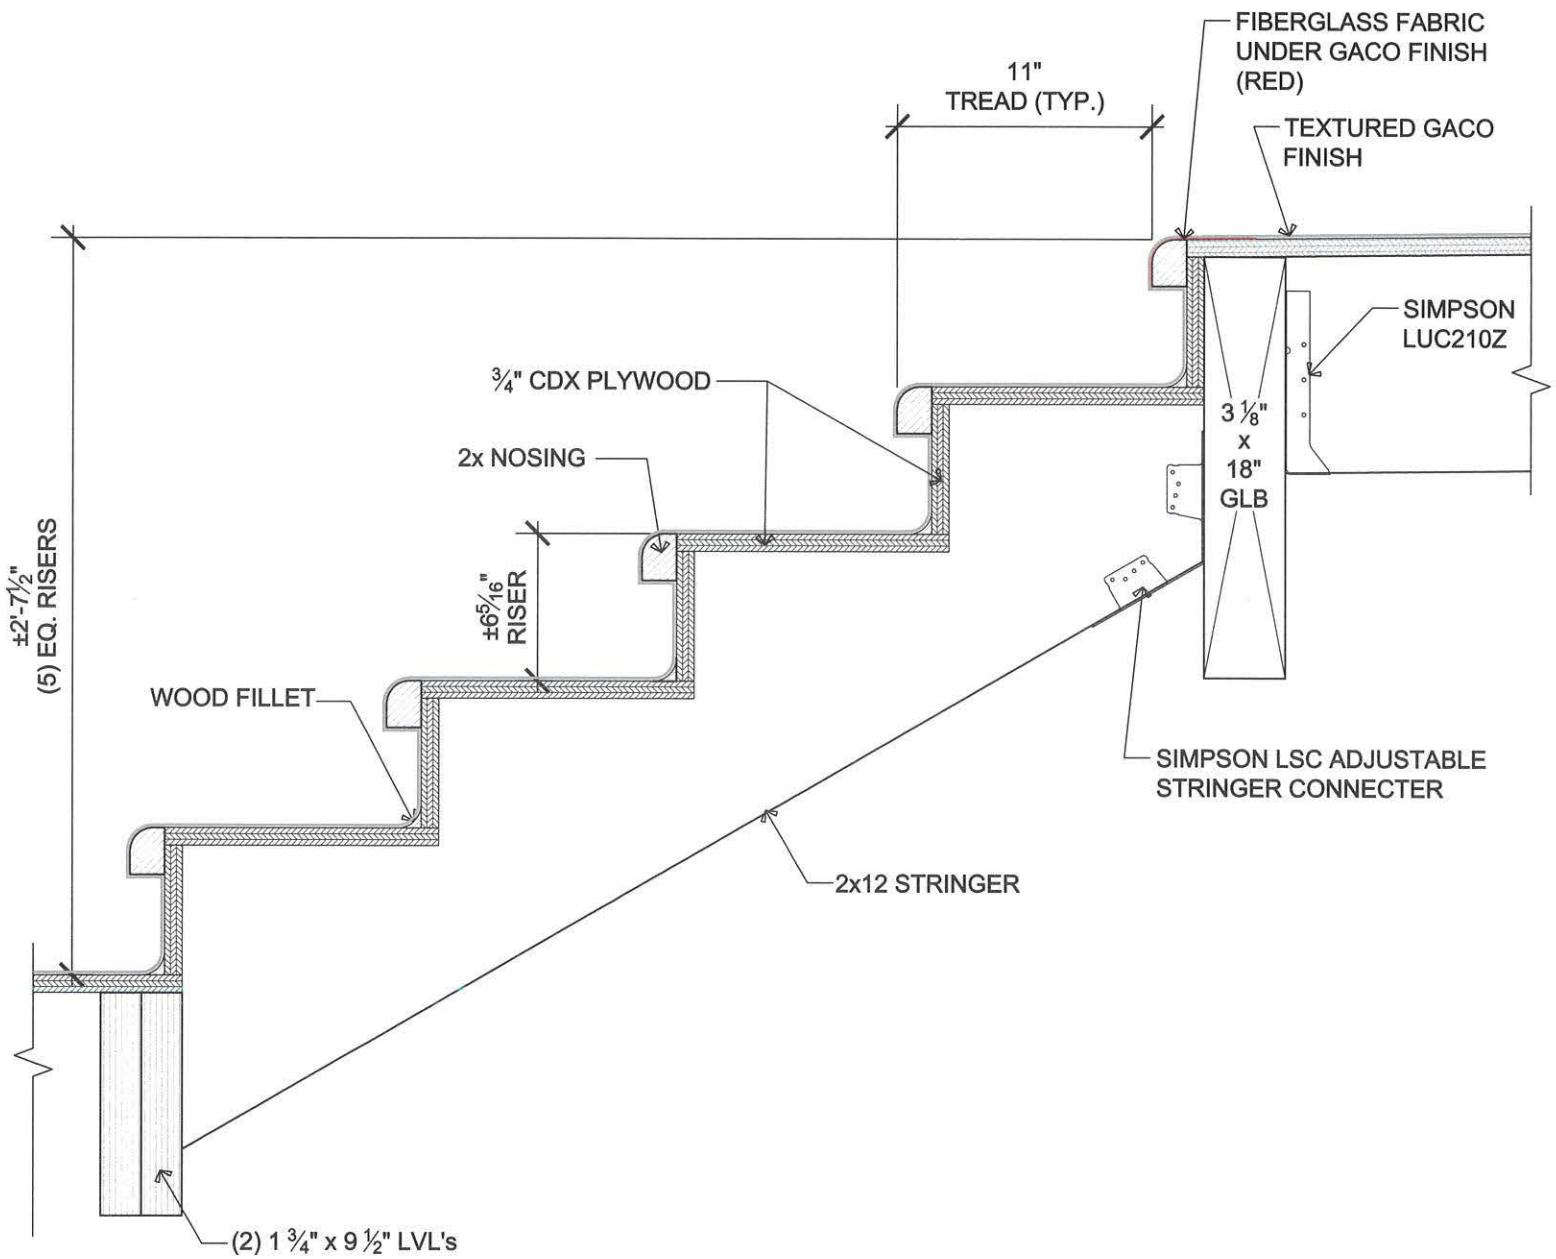 FIBERGLASS FABRIC
UNDER GACO FINISH
(RED)
11"
TREAD (TYP.)
TEXTURED GACO
FINISH
SIMPSON
LUC210Z
¾" CDX PLYWOOD
3 ⅛"
x
18"
GLB
2x NOSING
±2'-7½"
(5) EQ. RISERS
±6 5/16"
RISER
WOOD FILLET
SIMPSON LSC ADJUSTABLE
STRINGER CONNECTER
2x12 STRINGER
(2) 1 ¾" x 9 ½" LVL's